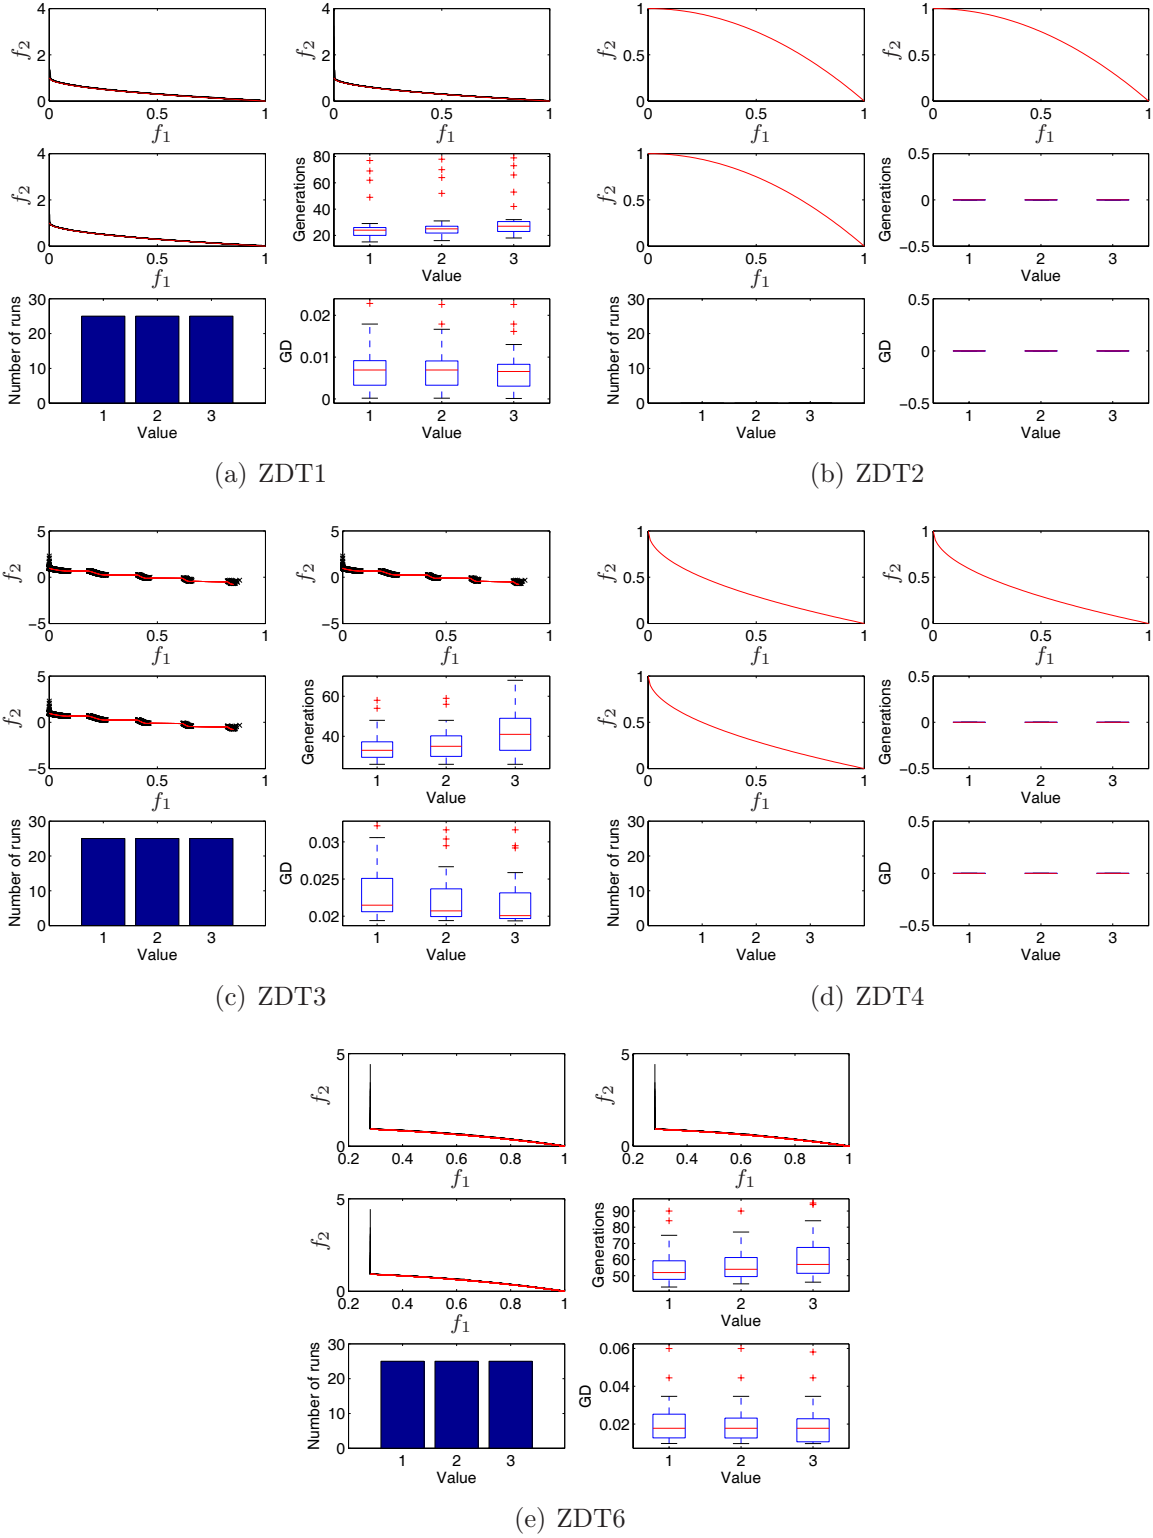 4
2
0
0
0.5
1
f2
f1
4
2
0
0
0.5
1
f2
f1
4
2
0
0
0.5
1
f2
f1
80
60
40
20
Generations
1
2
3
Value
30
20
10
0
Number of runs
1
2
3
Value
0.02
0.01
0
GD
1
2
3
Value
(a) ZDT1
1
0.5
0
0
0.5
1
f2
f1
1
0.5
0
0
0.5
1
f2
f1
1
0.5
0
0
0.5
1
f2
f1
0.5
0
−0.5
Generations
1
2
3
Value
30
20
10
0
Number of runs
1
2
3
Value
0.5
0
−0.5
GD
1
2
3
Value
(b) ZDT2
5
0
−5
0
0.5
1
f2
f1
5
0
−5
0
0.5
1
f2
f1
5
0
−5
0
0.5
1
f2
f1
60
40
Generations
1
2
3
Value
30
20
10
0
Number of runs
1
2
3
Value
0.03
0.025
0.02
GD
1
2
3
Value
(c) ZDT3
1
0.5
0
0
0.5
1
f2
f1
1
0.5
0
0
0.5
1
f2
f1
1
0.5
0
0
0.5
1
f2
f1
0.5
0
−0.5
Generations
1
2
3
Value
30
20
10
0
Number of runs
1
2
3
Value
0.5
0
−0.5
GD
1
2
3
Value
(d) ZDT4
5
0
0.2
0.4
0.6
0.8
1
f2
f1
5
0
0.2
0.4
0.6
0.8
1
f2
f1
5
0
0.2
0.4
0.6
0.8
1
f2
f1
90
80
70
60
50
Generations
1
2
3
Value
30
20
10
0
Number of runs
1
2
3
Value
0.06
0.04
0.02
GD
1
2
3
Value
(e) ZDT6